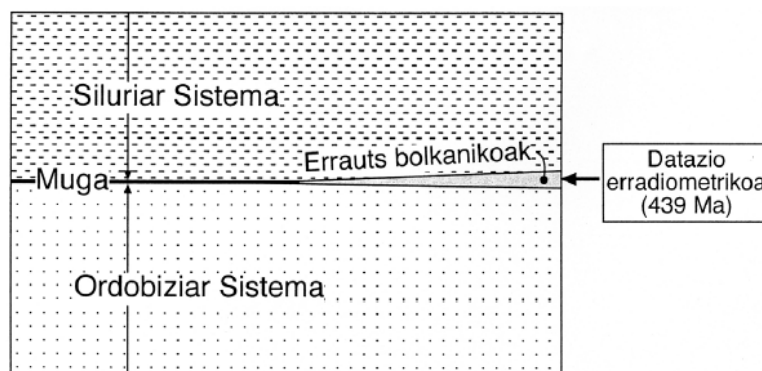 Siluriar Sistema
Errauts bolkanikoak
Muga
Datazio
erradiometrikoa
(439 Ma)
Ordobiziar Sistema